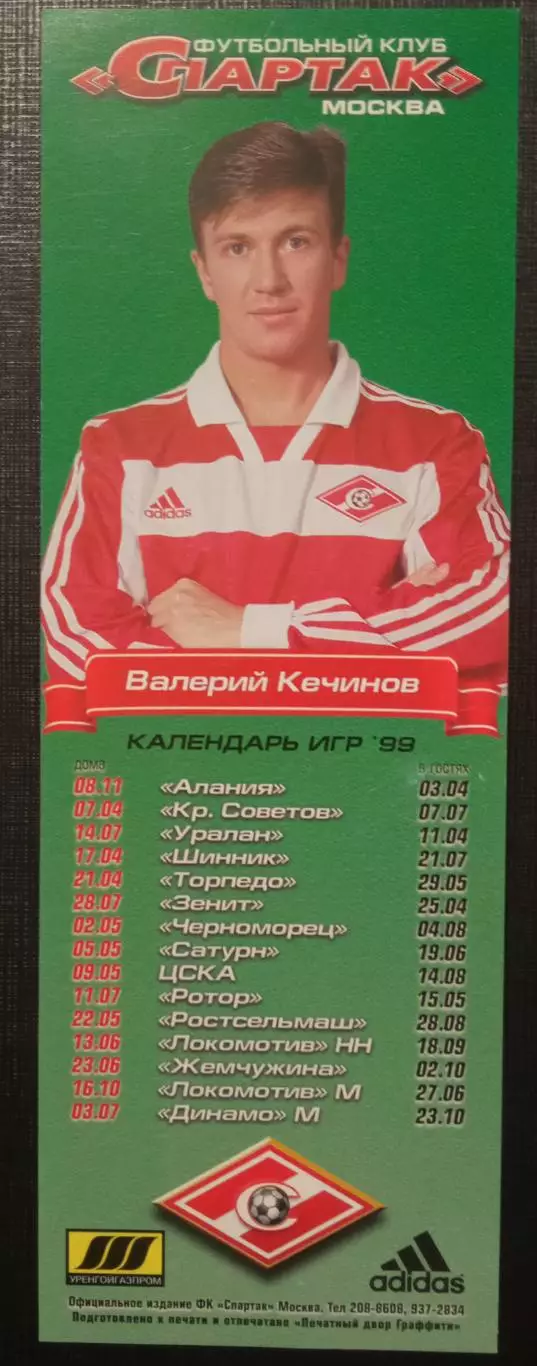 ФУТБОЛЬНЫЙ КЛУБ
«СПАРТАК»
МОСКВА
adidas
С
Валерий Кечинов
КАЛЕНДАРЬ ИГР '99
дома в гостях
08.11 «Алания» 03.04
07.04 «Кр. Советов» 07.07
14.07 «Уралан» 11.04
17.04 «Шинник» 21.07
21.04 «Торпедо» 29.05
28.07 «Зенит» 25.04
02.05 «Черноморец» 04.08
05.05 «Сатурн» 19.06
09.05 ЦСКА 14.08
11.07 «Ротор» 15.05
22.05 «Ростсельмаш» 28.08
13.06 «Локомотив» НН 18.09
23.06 «Жемчужина» 02.10
16.10 «Локомотив» М 27.06
03.07 «Динамо» М 23.10
С
УРЕНГОЙГАЗПРОМ
adidas
Официальное издание ФК «Спартак» Москва. Тел 208-8608, 937-2834
Подготовлено к печати и отпечатано «Печатный двор Граффити»